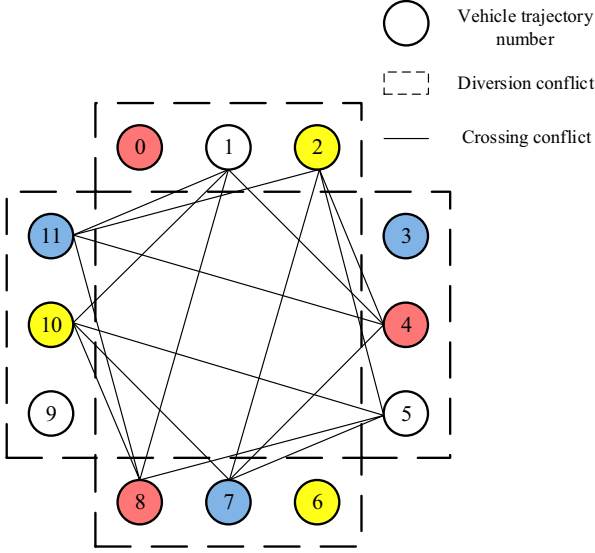 Vehicle trajectory
number
Diversion conflict
Crossing conflict
0 1 2
11 3
10 4
9 5
8 7 6